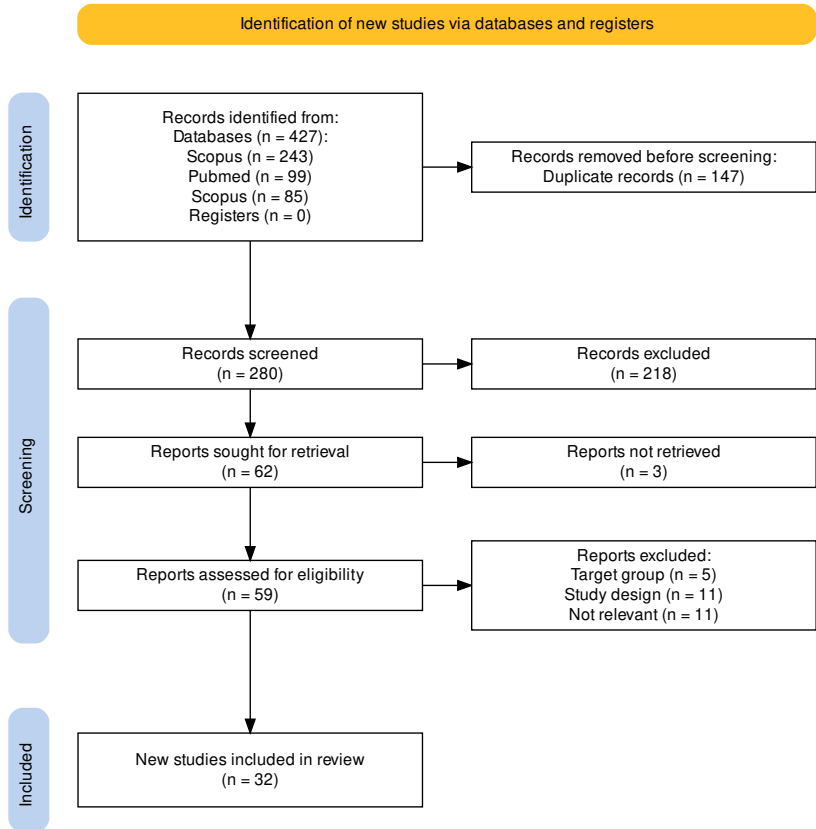 Identification of new studies via databases and registers
Identification
Records identified from:
Databases (n = 427):
Scopus (n = 243)
Pubmed (n = 99)
Scopus (n = 85)
Registers (n = 0)
Records removed before screening:
Duplicate records (n = 147)
Screening
Records screened
(n = 280)
Records excluded
(n = 218)
Reports sought for retrieval
(n = 62)
Reports not retrieved
(n = 3)
Reports assessed for eligibility
(n = 59)
Reports excluded:
Target group (n = 5)
Study design (n = 11)
Not relevant (n = 11)
Included
New studies included in review
(n = 32)